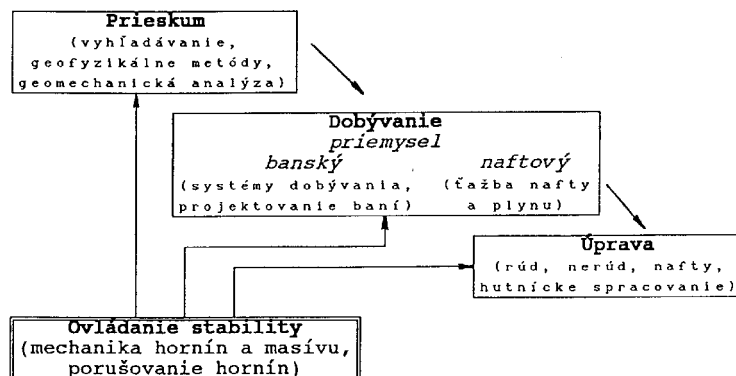 Prieskum
(vyhľadávanie,
geofyzikálne metódy,
geomechanická analýza)
Dobývanie
priemysel
banský naftový
(systémy dobývania, (ťažba nafty
projektovanie baní) a plynu)
Úprava
(rúd, nerúd, nafty,
hutnícke spracovanie)
Ovládanie stability
(mechanika hornín a masívu,
porušovanie hornín)